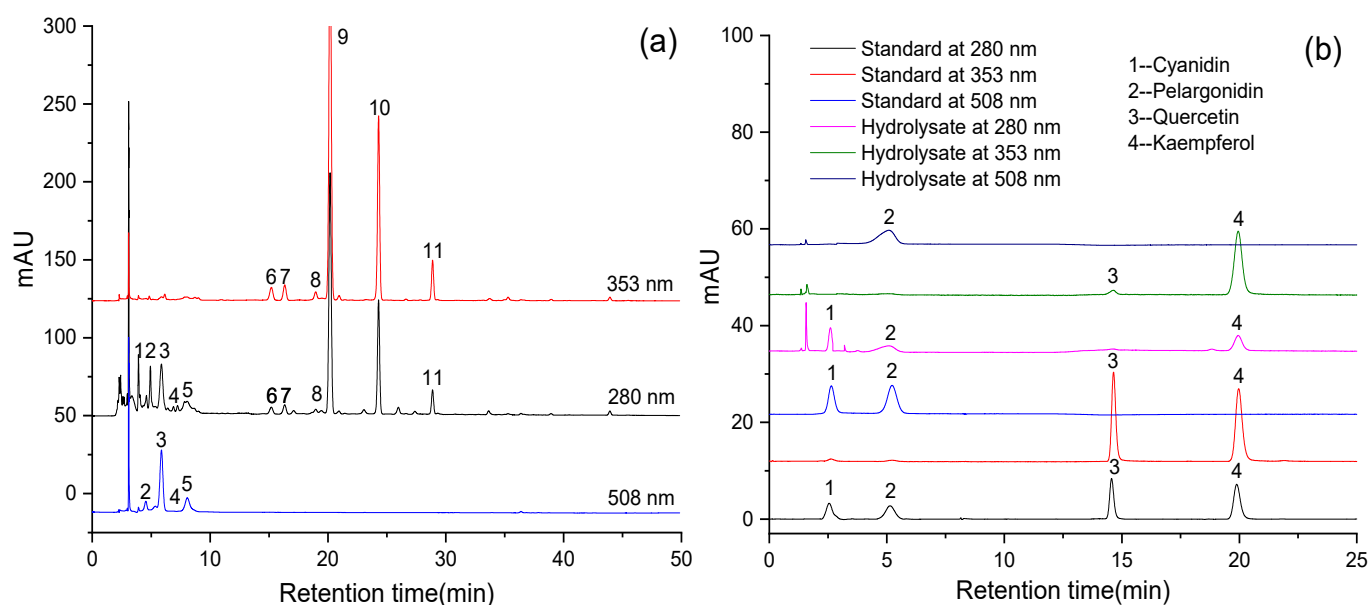 (a)
300
250
200
150
100
50
0
mAU
9
10
6 7 8 11
353 nm
1 2 3 4 5 6 7 8 11
280 nm
2 3 4 5
508 nm
0 10 20 30 40 50
Retention time(min)
(b)
100
80
60
40
20
0
mAU
Standard at 280 nm
Standard at 353 nm
Standard at 508 nm
Hydrolysate at 280 nm
Hydrolysate at 353 nm
Hydrolysate at 508 nm
1--Cyanidin
2--Pelargonidin
3--Quercetin
4--Kaempferol
2
3 4
1 2 4
1 2
3 4
1 2 3 4
0 5 10 15 20 25
Retention time(min)